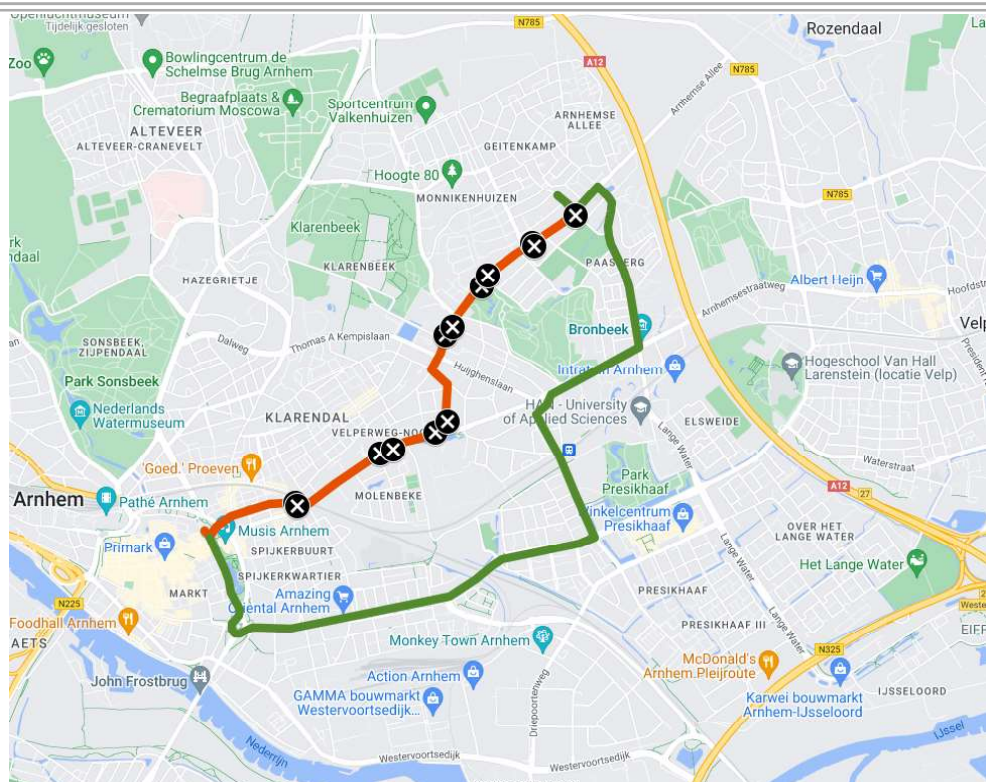 Openluchtmuseum
Tijdelijk gesloten
N785
Rozendaal
Zoo
Bowlingcentrum de
Schelmse Brug Arnhem
A12
N785
Arnhemse Allee
Begraafplaats &
Crematorium Moscowa
Sportcentrum
Valkenhuizen
ARNHEMSE
ALLEE
ALTEVEER
ALTEVEER-CRANEVELT
GEITENKAMP
Hoogte 80
MONNIKENHUIZEN
N785
Klarenbeek
KLARENBEEK
PAASBERG
HAZEGRIETJE
Albert Heijn
Arnhemsestraatweg
Hoofdstr
Bronbeek
Velp
SONSBEEK,
ZIJPENDAAL
Dalweg
Thomas A Kempislaan
Huijghenslaan
Intratuin Arnhem
Hogeschool Van Hall
Larenstein (locatie Velp)
Park Sonsbeek
Nederlands
Watermuseum
KLARENDAL
HAN - University
of Applied Sciences
ELSWEIDE
VELPERWEG-NOO
Lange Water
Waterstraat
'Goed.' Proeven
Arnhem
Pathé Arnhem
MOLENBEKE
Park
Presikhaaf
A12
27
Winkelcentrum
Presikhaaf
Musis Arnhem
Primark
SPIJKERBUURT
OVER HET
LANGE WATER
Lange Water
Het Lange Water
SPIJKERKWARTIER
MARKT
N225
Amazing
Oriental Arnhem
PRESIKHAAF
Foodhall Arnhem
Monkey Town Arnhem
PRESIKHAAF III
Lange Water
N325
John Frostbrug
Action Arnhem
Driepoortenweg
McDonald's
Arnhem Pleijroute
GAMMA bouwmarkt
Westervoortsedijk...
Karwei bouwmarkt
Arnhem-IJsseloord
IJSSELOORD
Nederrijn
Westervoortsedijk
Westervoortsedijk
IJssel